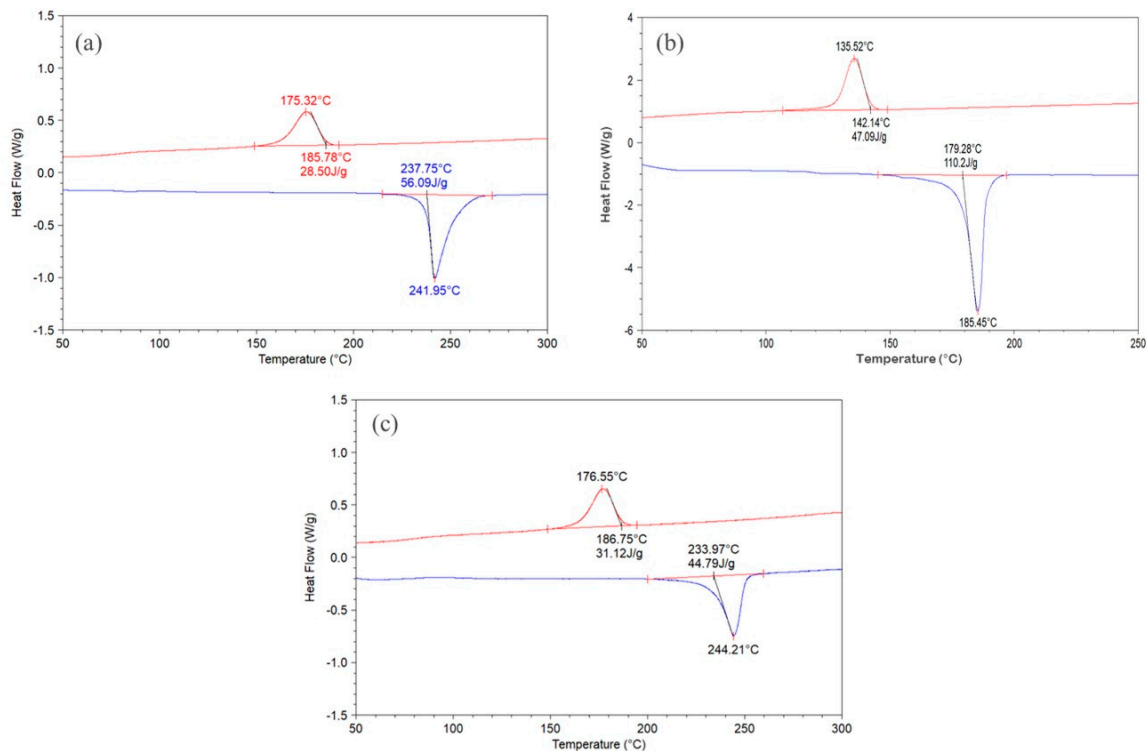 (a)
Heat Flow (W/g)
1.5
1.0
0.5
0.0
-0.5
-1.0
-1.5
175.32°C
185.78°C
28.50J/g
237.75°C
56.09J/g
241.95°C
50
100
150
200
250
300
Temperature (°C)
(b)
Heat Flow (W/g)
4
2
0
-2
-4
-6
135.52°C
142.14°C
47.09J/g
179.28°C
110.2J/g
185.45°C
50
100
150
200
250
Temperature (°C)
(c)
Heat Flow (W/g)
1.5
1.0
0.5
0.0
-0.5
-1.0
-1.5
176.55°C
186.75°C
31.12J/g
233.97°C
44.79J/g
244.21°C
50
100
150
200
250
300
Temperature (°C)